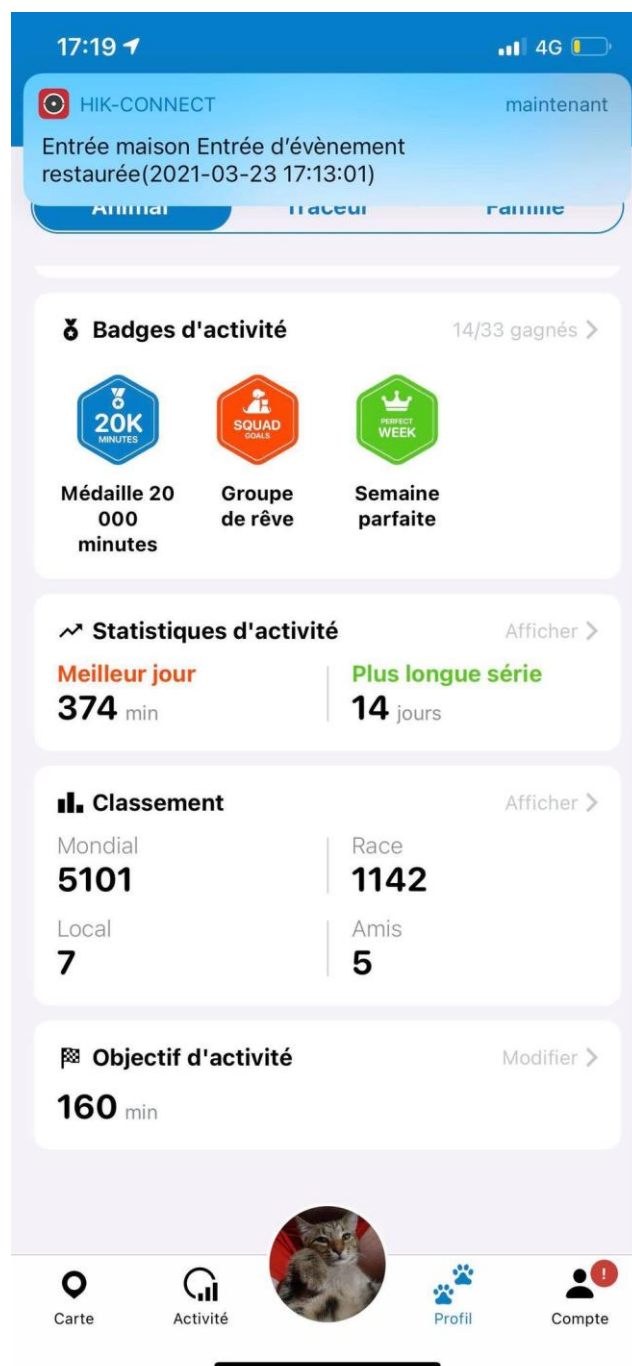 17:19
4G
HIK-CONNECT
maintenant
Entrée maison Entrée d'évènement
restaurée(2021-03-23 17:13:01)
Animal
Traceur
Famille
Badges d'activité
14/33 gagnés
20K
MINUTES
SQUAD
GOALS
PERFECT
WEEK
Médaille 20
000
minutes
Groupe
de rêve
Semaine
parfaite
Statistiques d'activité
Afficher
Meilleur jour
374 min
Plus longue série
14 jours
Classement
Afficher
Mondial
5101
Race
1142
Local
7
Amis
5
Objectif d'activité
Modifier
160 min
!
Carte
Activité
Profil
Compte